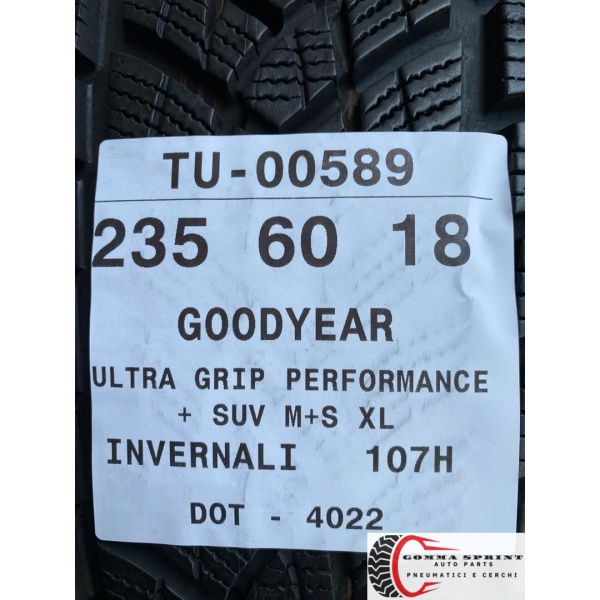 TU-00589
235 60 18
GOODYEAR
ULTRA GRIP PERFORMANCE
+ SUV M+S XL
INVERNALI 107H
DOT - 4022
GOMMA SPRINT
AUTO PARTS
PNEUMATICI E CERCHI